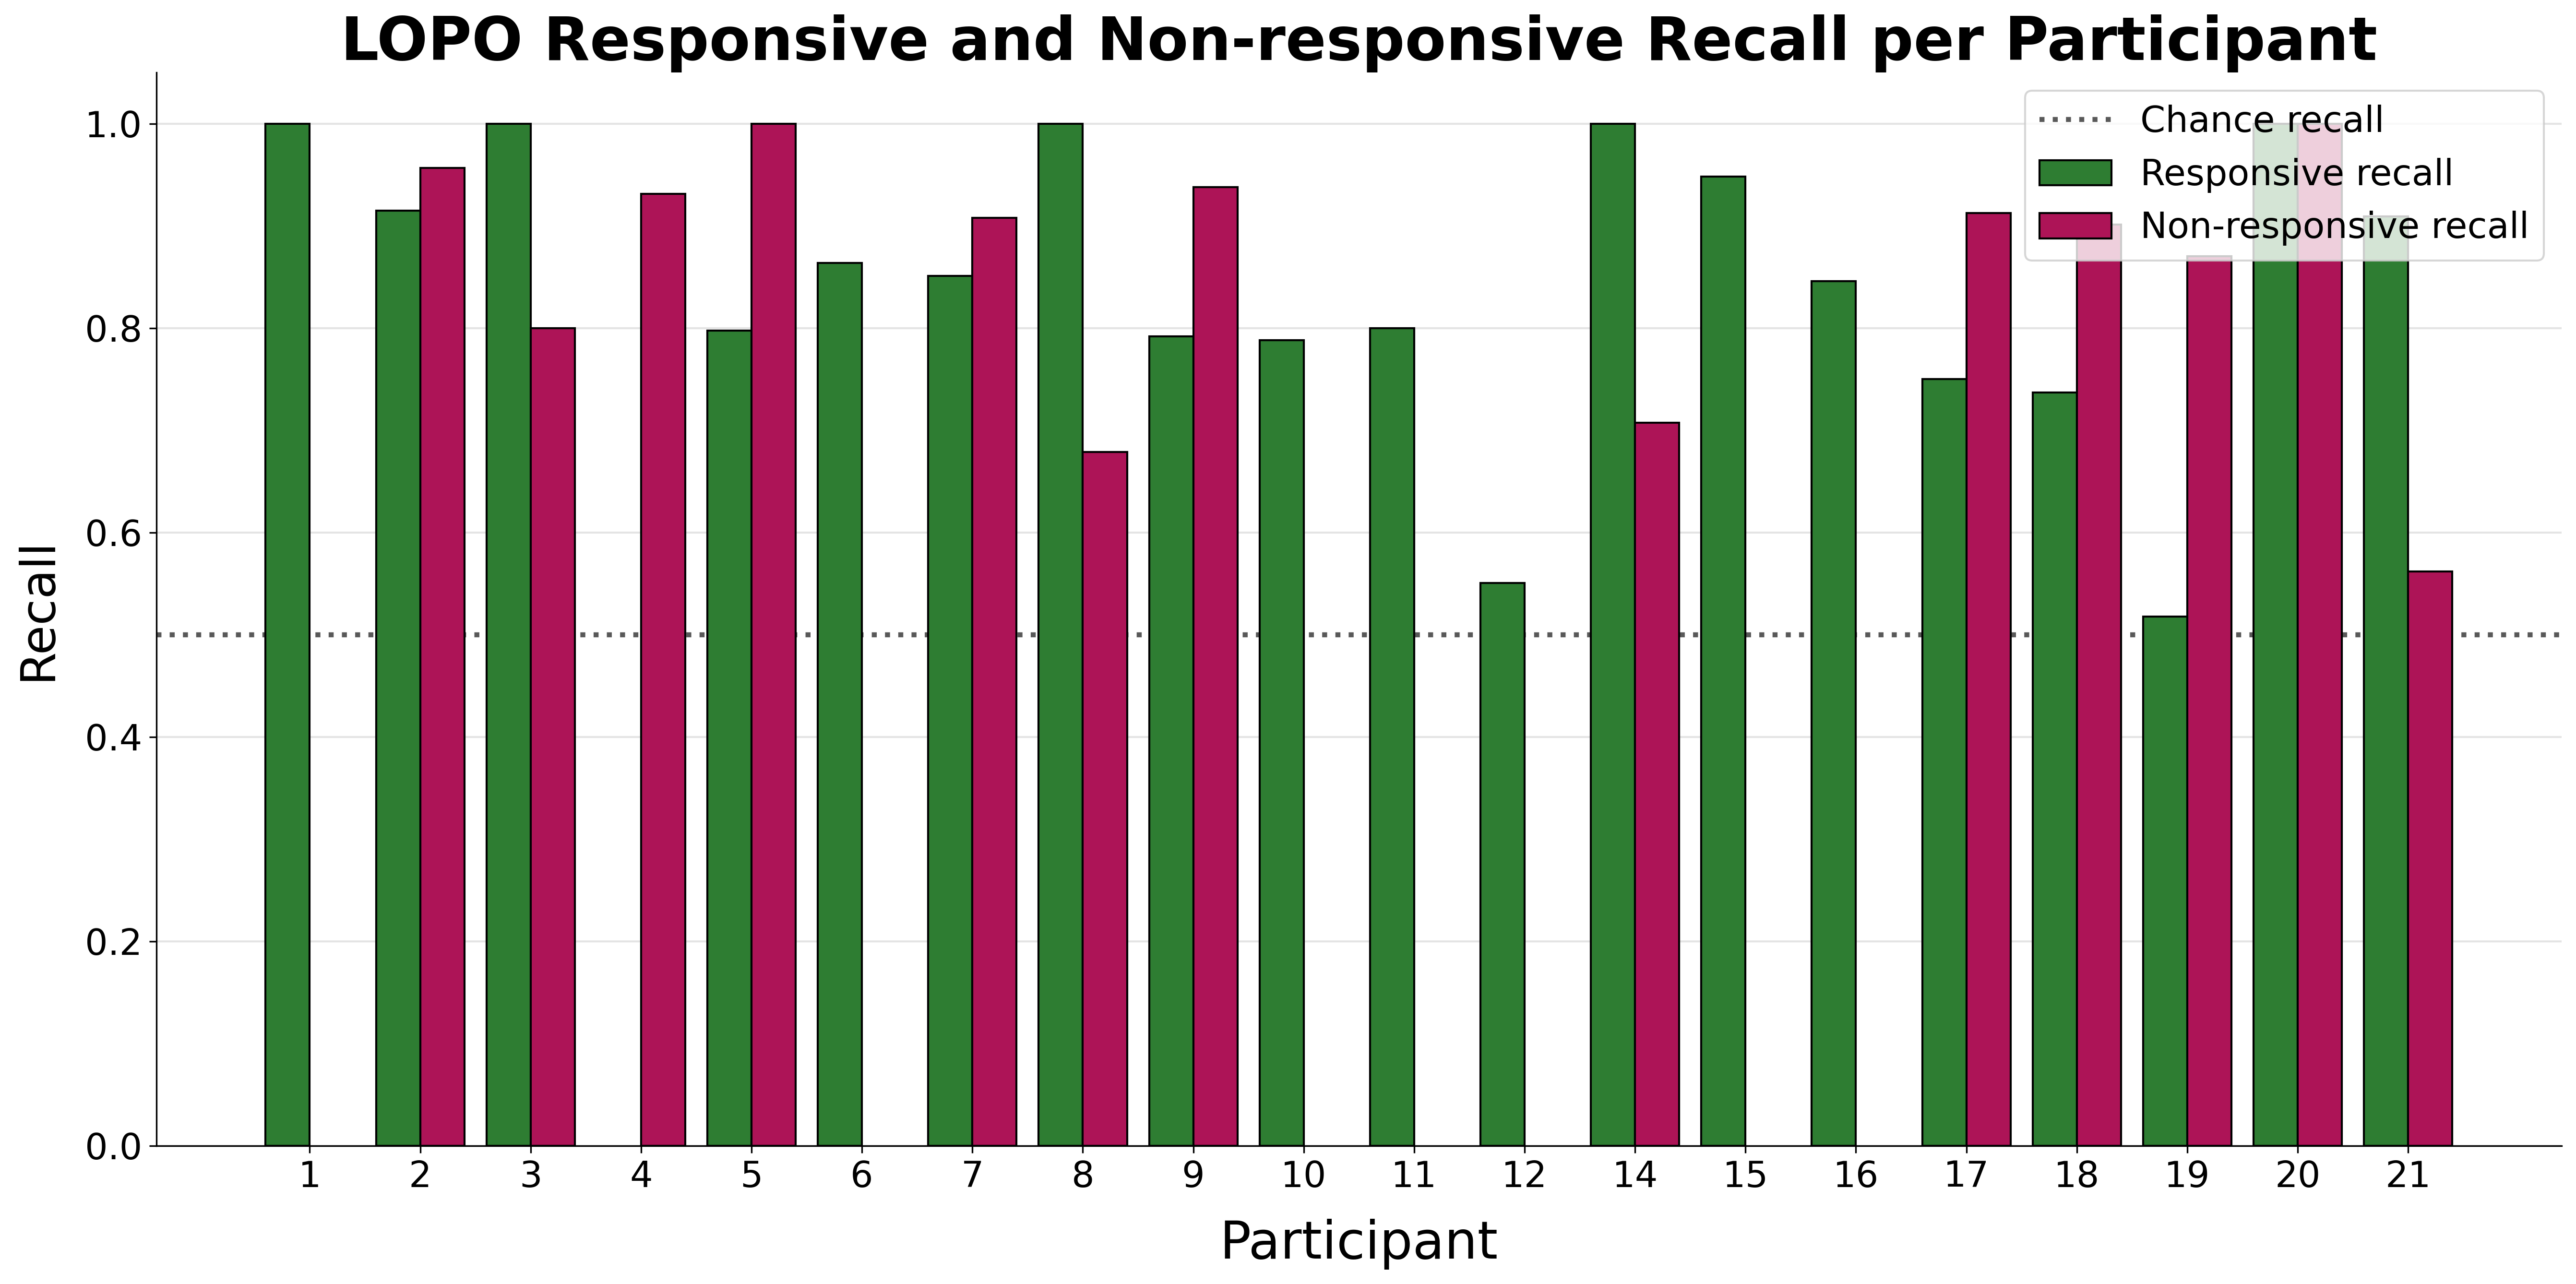 LOPO Responsive and Non-responsive Recall per Participant
Chance recall
Responsive recall
Non-responsive recall
1.0
0.8
0.6
0.4
0.2
0.0
Recall
1 2 3 4 5 6 7 8 9 10 11 12 14 15 16 17 18 19 20 21
Participant